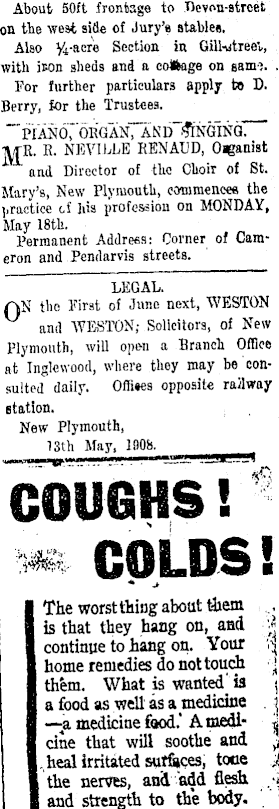 About 50ft frontage to Devon-street
on the west side of Jury's stables.
Also ¼-acre Section in Gill-street,
with iron sheds and a cottage on same.
For further particulars apply to D.
Berry, for the Trustees.
PIANO, ORGAN, AND SINGING.
MR. R. NEVILLE RENAUD, Organist
and Director of the Choir of St.
Mary's, New Plymouth, commences the
practice of his profession on MONDAY,
May 18th.
Permanent Address: Corner of Cam-
eron and Pendarvis streets.
LEGAL.
ON the First of June next, WESTON
and WESTON; Solicitors, of New
Plymouth, will open a Branch Office
at Inglewood, where they may be con-
sulted daily. Offices opposite railway
station.
New Plymouth,
13th May, 1908.
COUGHS!
COLDS!
The worst thing about them
is that they hang on, and
continue to hang on. Your
home remedies do not touch
them. What is wanted is
a food as well as a medicine
—a medicine food. A medi-
cine that will soothe and
heal irritated surfaces, tone
the nerves, and add flesh
and strength to the body.